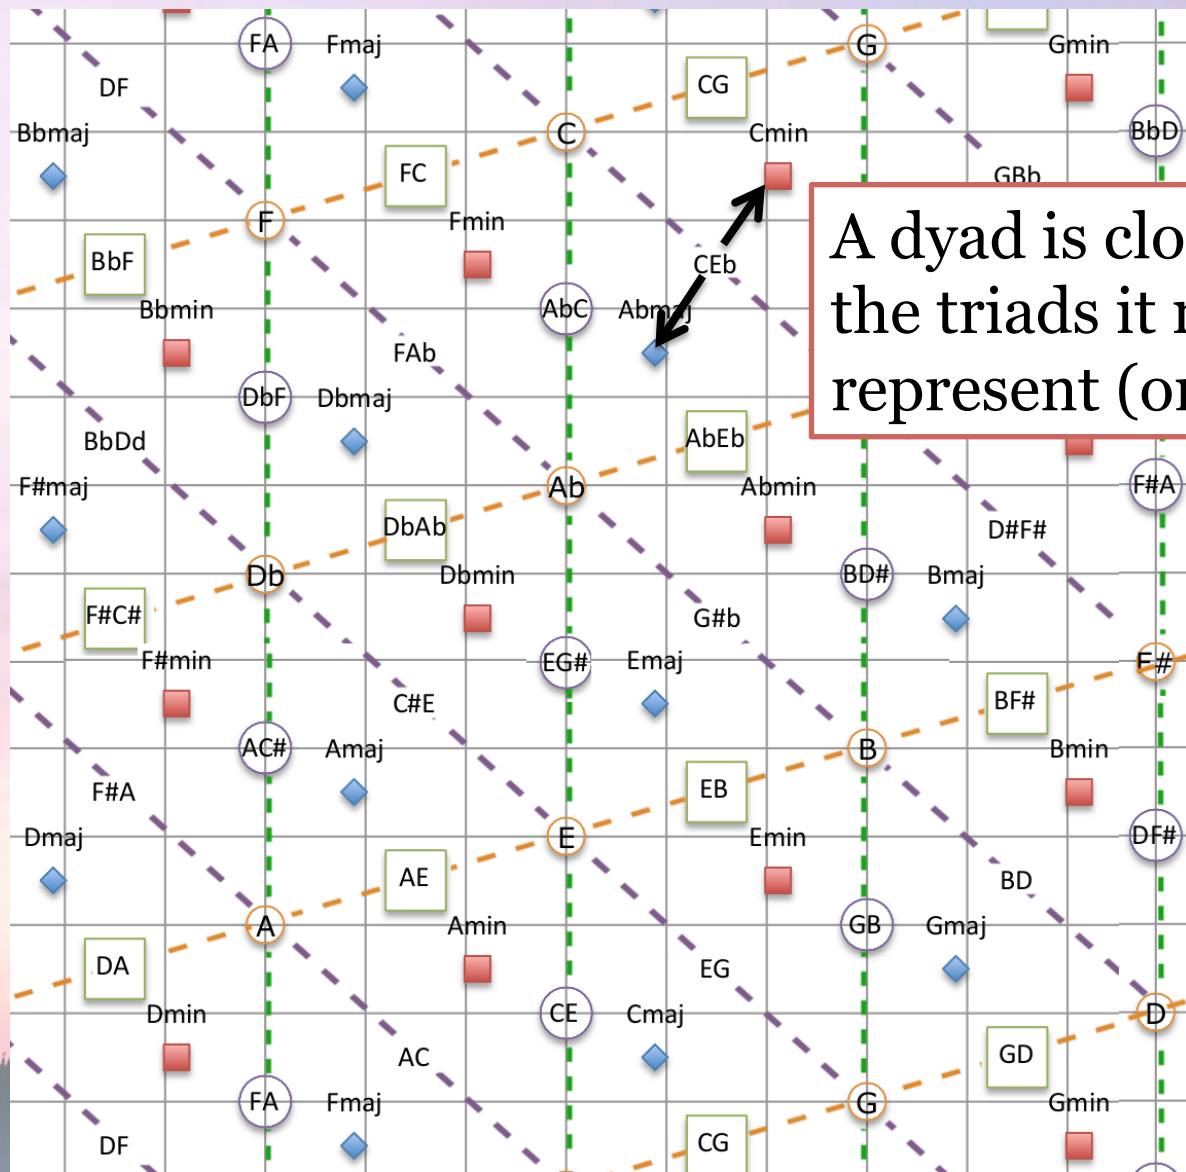 FA Fmaj G Gmin
DF CG
Bbmaj C Cmin BbD
FC GBb
F Fmin
BbF CEb
Bbmin AbC Abmaj
FAb
DbF Dbmaj
BbDd AbEb
F#maj Ab Abmin F#A
DbAb D#F#
Db Dbmin BD# Bmaj
F#C# G#b
F#min EG# Emaj F#
C#E BF#
AC# Amaj B Bmin
F#A EB
Dmaj E Emin DF#
AE BD
A Amin GB Gmaj
DA EG
Dmin CE Cmaj D
AC GD
FA Fmaj G Gmin
DF CG
A dyad is clo
the triads it
represent (or